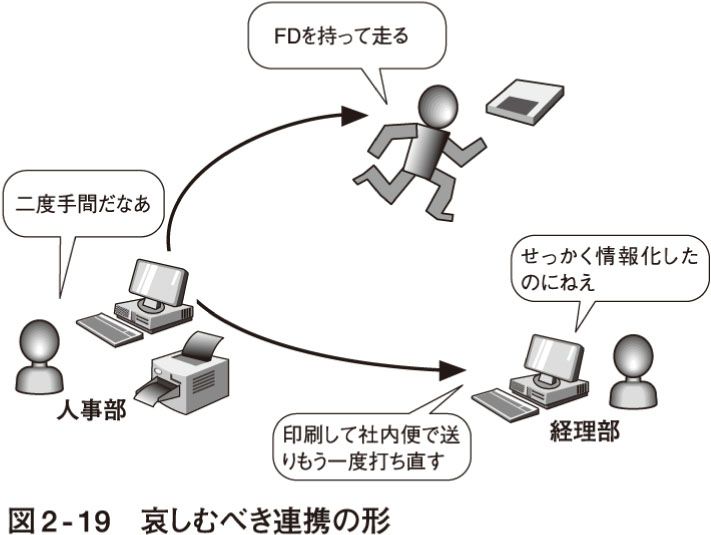 FDを持って走る
二度手間だなあ
せっかく情報化した
のにねえ
人事部
印刷して社内便で送
りもう一度打ち直す
経理部
図2-19　哀しむべき連携の形